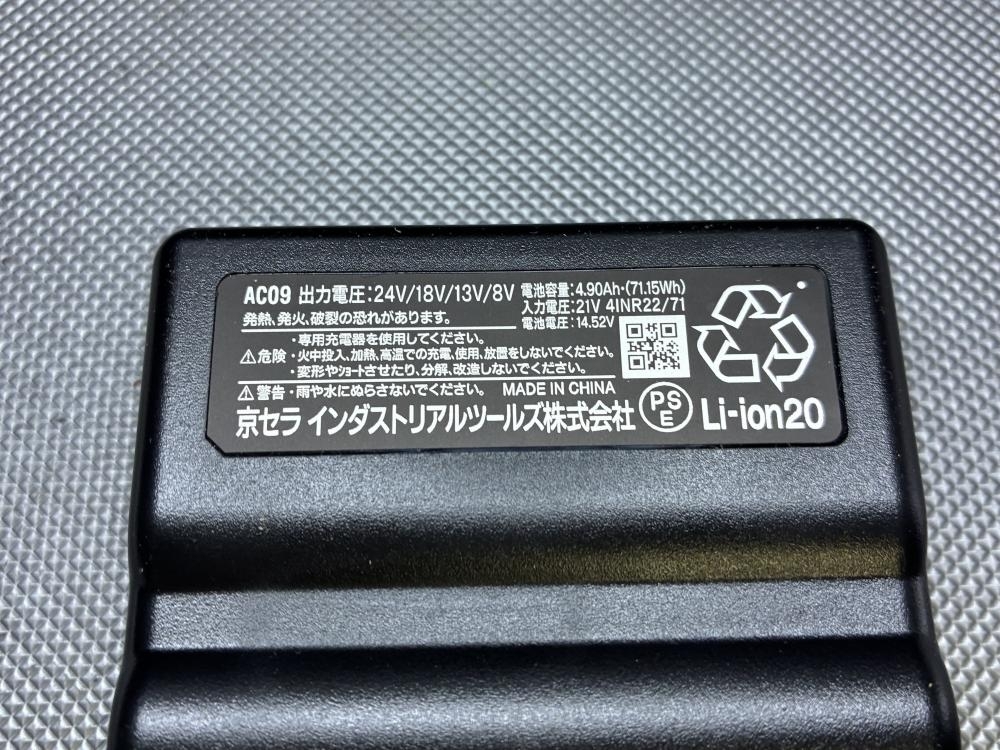 AC09 出力電圧:24V/18V/13V/8V 電池容量:4.90Ah・(71.15Wh)
入力電圧:21V 4INR22/71
発熱、発火、破裂の恐れがあります。 電池電圧:14.52V
・専用充電器を使用してください。
⚠危険・火中投入、加熱、高温での充電、使用、放置をしないでください。
・変形やショートさせたり、分解、改造しないでください。
⚠警告・雨や水にぬらさないでください。 MADE IN CHINA
京セラ インダストリアルツールズ株式会社 PSE Li-ion20